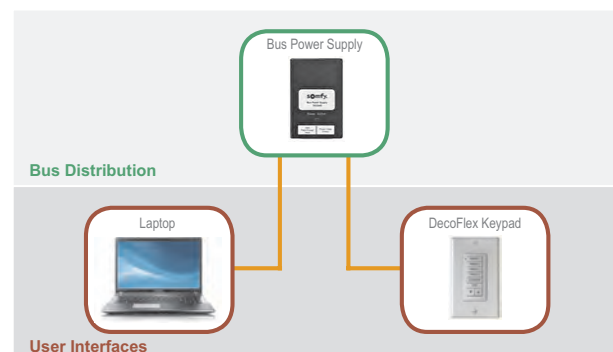 Bus Power Supply
somfy.
Bus Distribution
Laptop
DecoFlex Keypad
User Interfaces